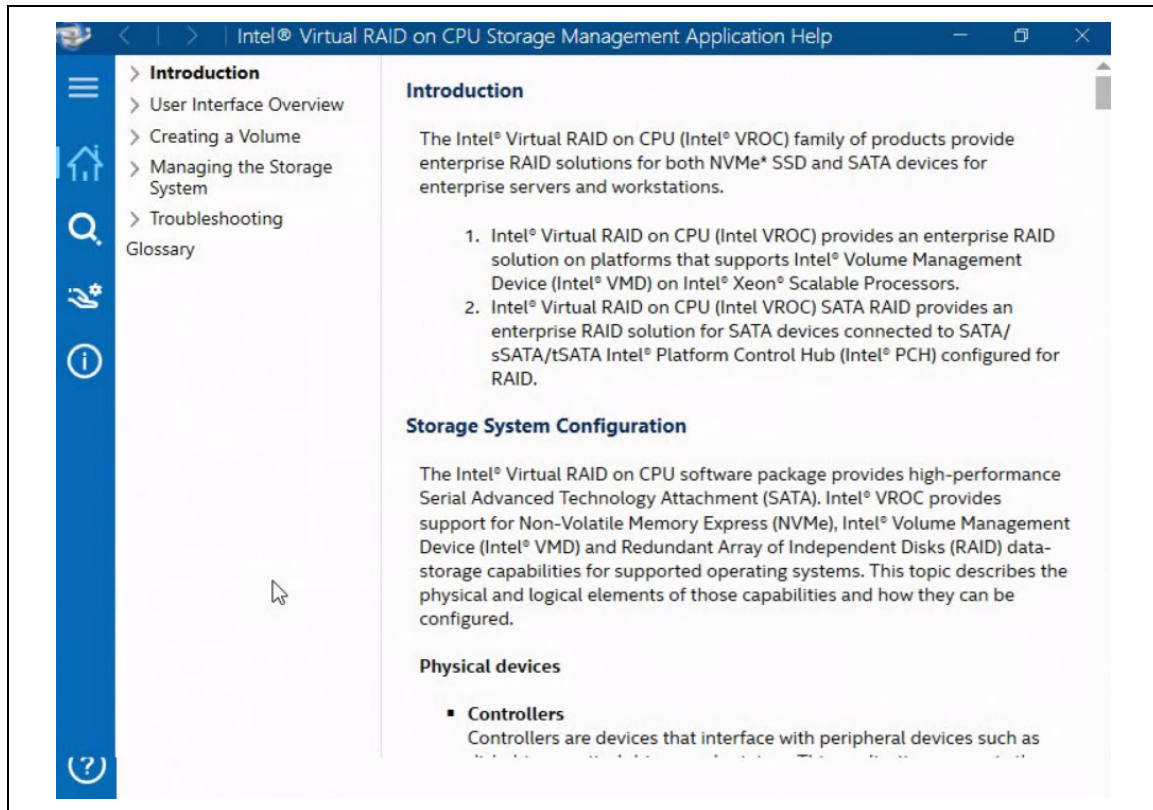 Intel® Virtual RAID on CPU Storage Management Application Help
Introduction
User Interface Overview
Creating a Volume
Managing the Storage
System
Troubleshooting
Glossary
Introduction
The Intel® Virtual RAID on CPU (Intel® VROC) family of products provide
enterprise RAID solutions for both NVMe* SSD and SATA devices for
enterprise servers and workstations.
1. Intel® Virtual RAID on CPU (Intel VROC) provides an enterprise RAID
solution on platforms that supports Intel® Volume Management
Device (Intel® VMD) on Intel® Xeon® Scalable Processors.
2. Intel® Virtual RAID on CPU (Intel VROC) SATA RAID provides an
enterprise RAID solution for SATA devices connected to SATA/
sSATA/tSATA Intel® Platform Control Hub (Intel® PCH) configured for
RAID.
Storage System Configuration
The Intel® Virtual RAID on CPU software package provides high-performance
Serial Advanced Technology Attachment (SATA). Intel® VROC provides
support for Non-Volatile Memory Express (NVMe), Intel® Volume Management
Device (Intel® VMD) and Redundant Array of Independent Disks (RAID) data-
storage capabilities for supported operating systems. This topic describes the
physical and logical elements of those capabilities and how they can be
configured.
Physical devices
▪ Controllers
Controllers are devices that interface with peripheral devices such as